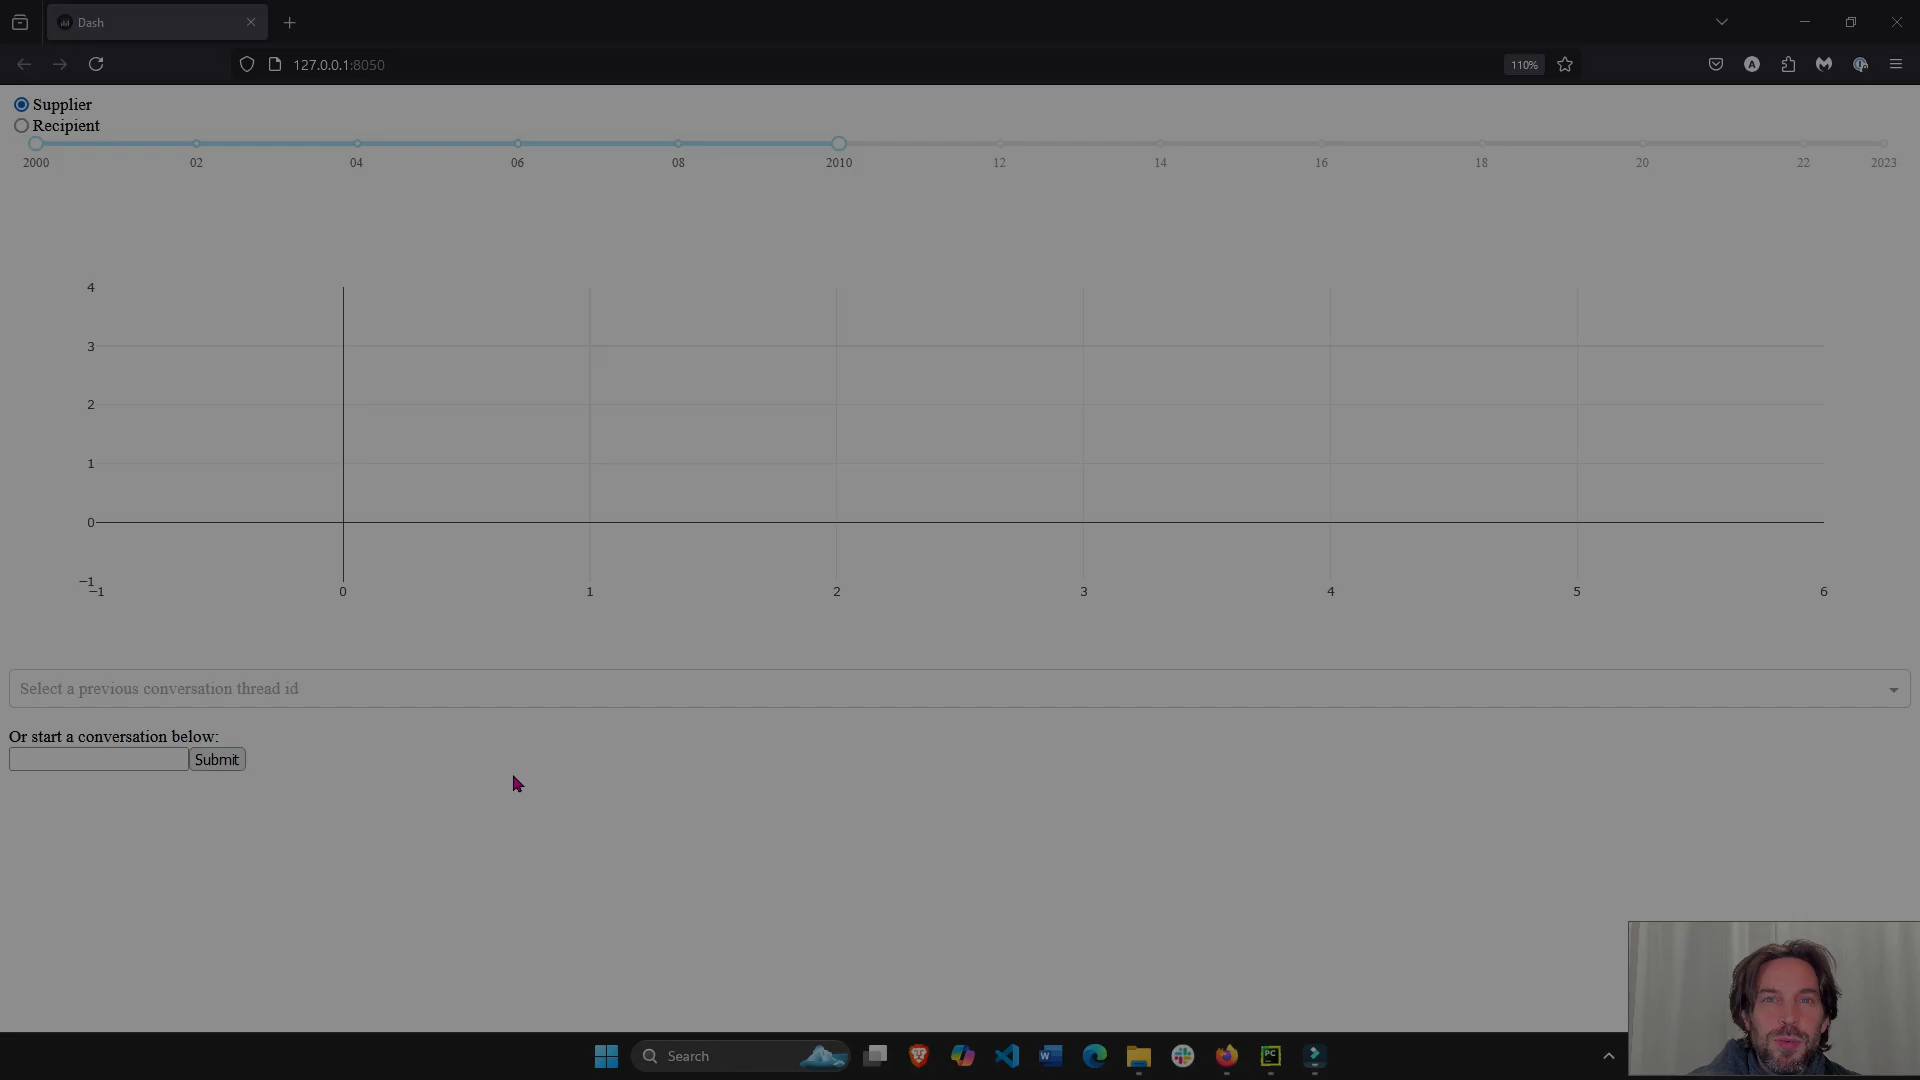 Dash
127.0.0.1:8050
110%
Supplier
Recipient
2000 02 04 06 08 2010 12 14 16 18 20 22 2023
4
3
2
1
0
−1
−1 0 1 2 3 4 5 6
Select a previous conversation thread id
Or start a conversation below:
Submit
Search